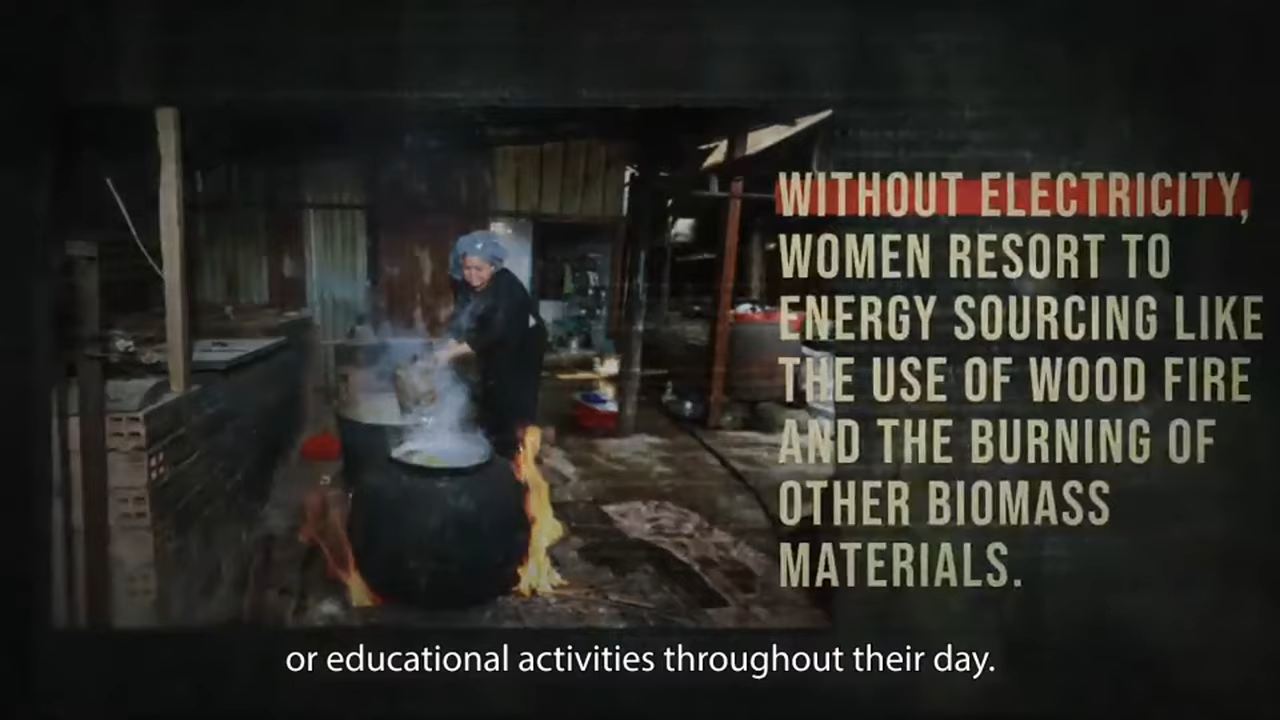 WITHOUT ELECTRICITY,
WOMEN RESORT TO
ENERGY SOURCING LIKE
THE USE OF WOOD FIRE
AND THE BURNING OF
OTHER BIOMASS
MATERIALS.
or educational activities throughout their day.